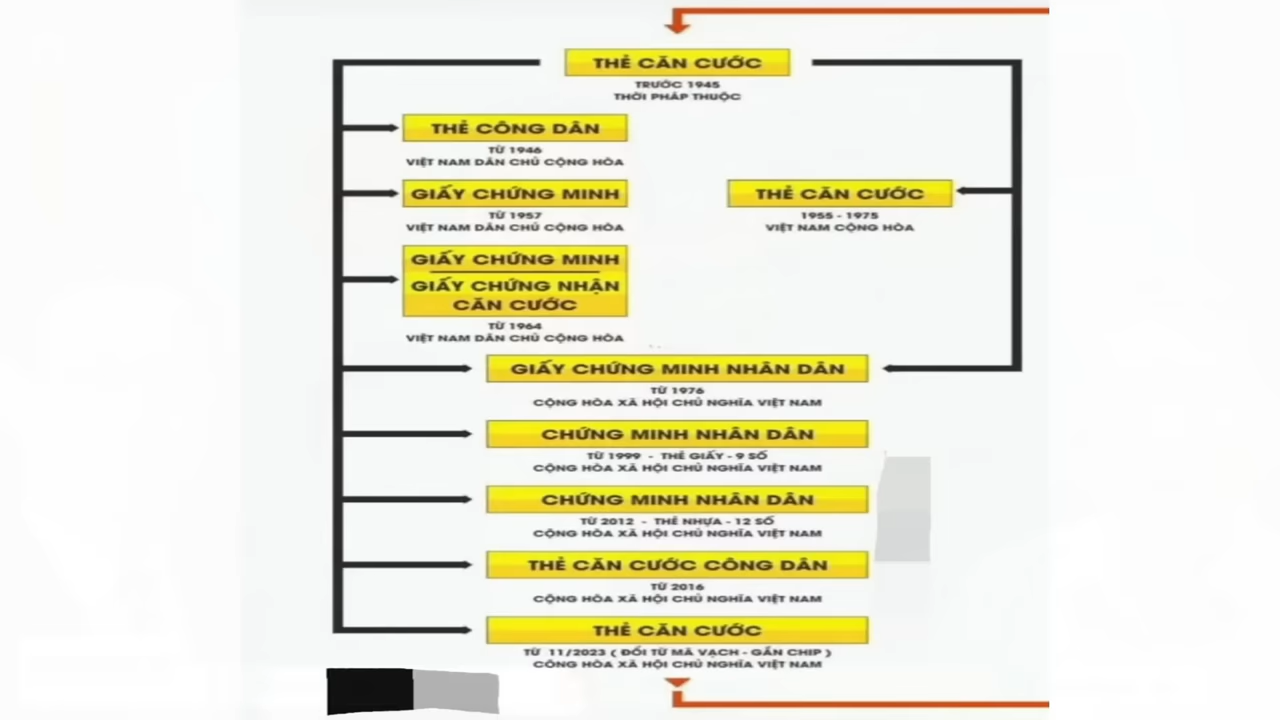 THẺ CĂN CƯỚC
TRƯỚC 1945
THỜI PHÁP THUỘC
THẺ CÔNG DÂN
TỪ 1946
VIỆT NAM DÂN CHỦ CỘNG HÒA
GIẤY CHỨNG MINH
TỪ 1957
VIỆT NAM DÂN CHỦ CỘNG HÒA
THẺ CĂN CƯỚC
1955 - 1975
VIỆT NAM CỘNG HÒA
GIẤY CHỨNG MINH
GIẤY CHỨNG NHẬN
CĂN CƯỚC
TỪ 1964
VIỆT NAM DÂN CHỦ CỘNG HÒA
GIẤY CHỨNG MINH NHÂN DÂN
TỪ 1976
CỘNG HÒA XÃ HỘI CHỦ NGHĨA VIỆT NAM
CHỨNG MINH NHÂN DÂN
TỪ 1999 - THẺ GIẤY - 9 SỐ
CỘNG HÒA XÃ HỘI CHỦ NGHĨA VIỆT NAM
CHỨNG MINH NHÂN DÂN
TỪ 2012 - THẺ NHỰA - 12 SỐ
CỘNG HÒA XÃ HỘI CHỦ NGHĨA VIỆT NAM
THẺ CĂN CƯỚC CÔNG DÂN
TỪ 2016
CỘNG HÒA XÃ HỘI CHỦ NGHĨA VIỆT NAM
THẺ CĂN CƯỚC
TỪ 11/2023 ( ĐỔI TỪ MÃ VẠCH - GẮN CHIP )
CỘNG HÒA XÃ HỘI CHỦ NGHĨA VIỆT NAM